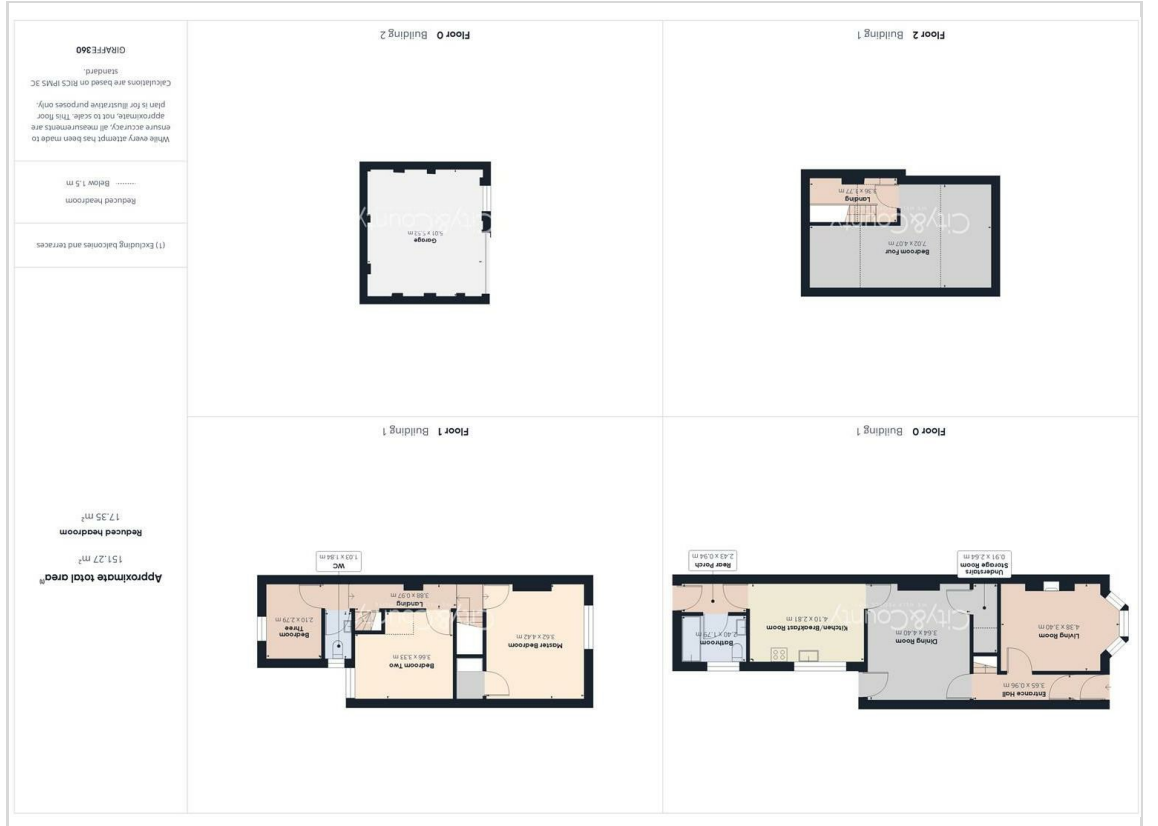 Entrance Hall
3.65 x 0.96 m
Living Room
4.38 x 3.40 m
Dining Room
3.64 x 4.40 m
Kitchen/Breakfast Room
4.10 x 2.81 m
Bathroom
2.40 x 1.79 m
City&County
Understairs
Storage Room
0.91 x 2.64 m
Rear Porch
2.43 x 0.94 m
Floor 0 Building 1
Master Bedroom
3.62 x 4.42 m
Bedroom Two
3.66 x 3.33 m
Bedroom
Three
2.10 x 2.79 m
Landing
3.88 x 0.97 m
City&County
WC
1.03 x 1.84 m
Floor 1 Building 1
Bedroom Four
7.02 x 4.07 m
Landing
3.36 x 1.77 m
City&County
Floor 2 Building 1
Garage
5.01 x 5.52 m
City&County
Floor 0 Building 2
Approximate total area(1)
151.27 m²
Reduced headroom
17.35 m²
(1) Excluding balconies and terraces
Reduced headroom
Below 1.5 m
While every attempt has been made to
ensure accuracy, all measurements are
approximate, not to scale. This floor
plan is for illustrative purposes only.
Calculations are based on RICS IPMS 3C
standard.
GIRAFFE360